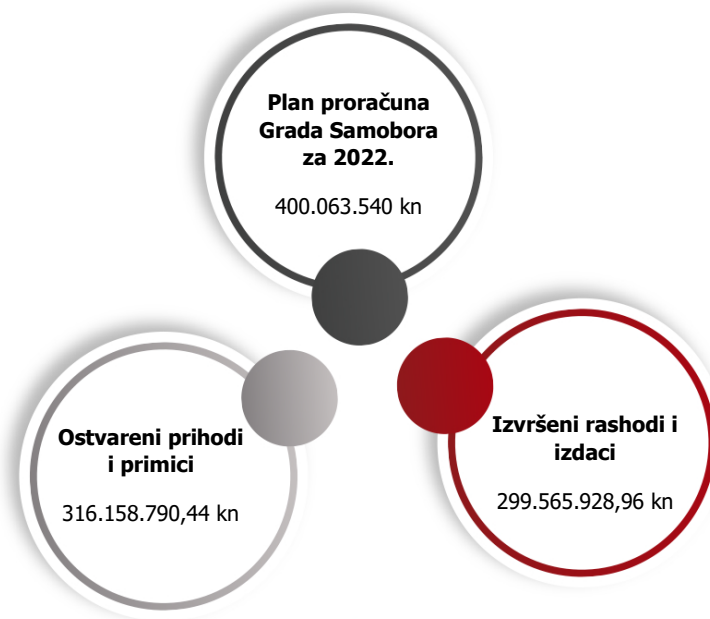 Plan proračuna
Grada Samobora
za 2022.
400.063.540 kn
Ostvareni prihodi
i primici
316.158.790,44 kn
Izvršeni rashodi i
izdaci
299.565.928,96 kn